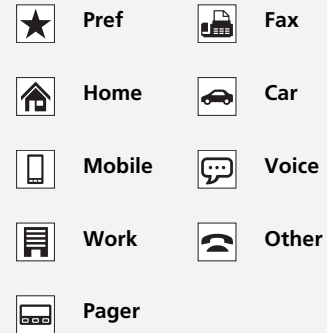 Pref Fax
Home Car
Mobile Voice
Work Other
Pager